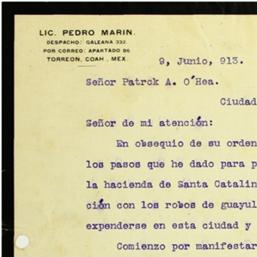 LIC. PEDRO MARIN.
DESPACHO: GALEANA 332.
POR CORREO: APARTADO 86
TORREON, COAH., MEX.
9, Junio, 913.
Señor Patrck A. O'Hea.
Ciudad
Señor de mi atención:
En obsequio de su orden
los pasos que he dado para p
la hacienda de Santa Catalin
ción con los robos de guayul
expenderse en esta ciudad y
Comienzo por manifestar